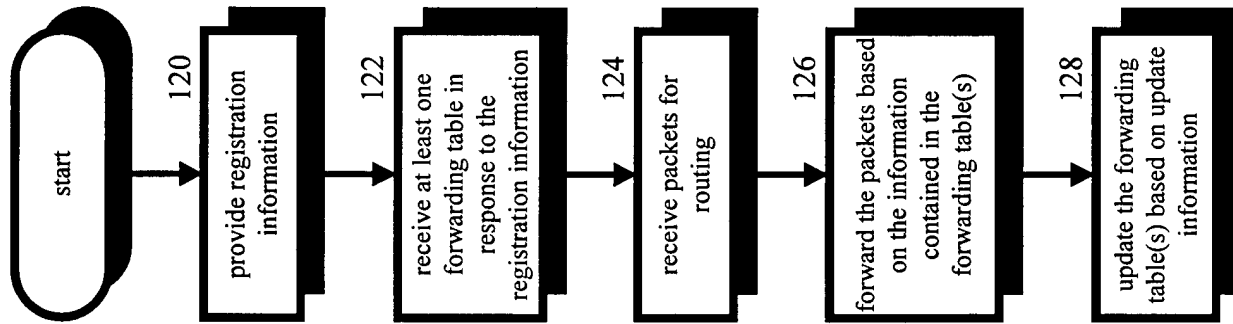 start
120
provide registration
information
122
receive at least one
forwarding table in
response to the
registration information
124
receive packets for
routing
126
forward the packets based
on the information
contained in the
forwarding table(s)
128
update the forwarding
table(s) based on update
information